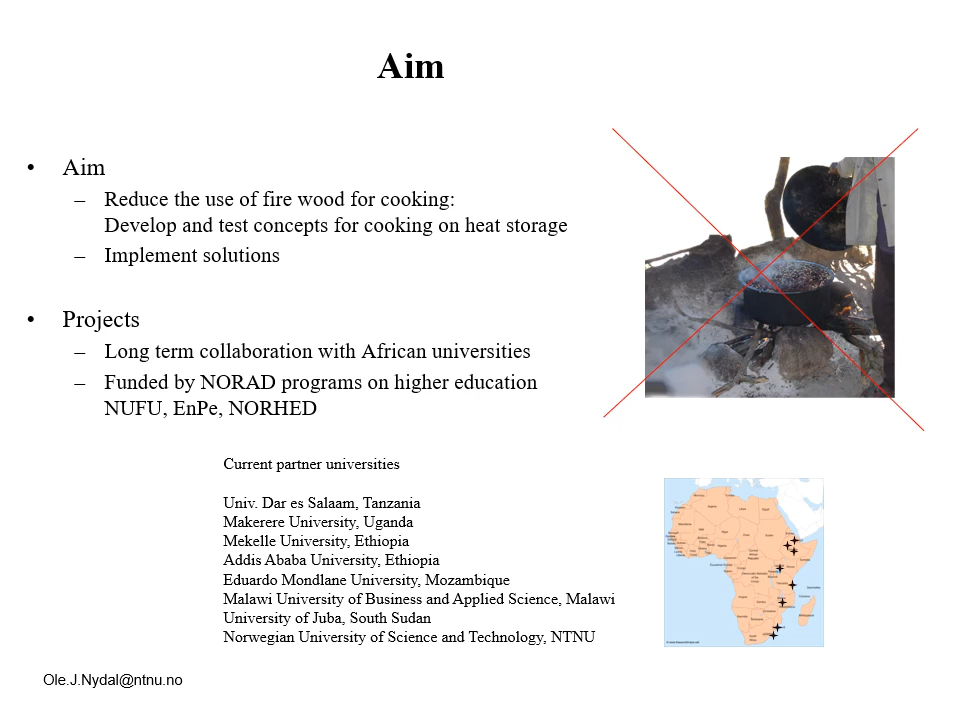 Aim
• Aim
– Reduce the use of fire wood for cooking:
Develop and test concepts for cooking on heat storage
– Implement solutions
• Projects
– Long term collaboration with African universities
– Funded by NORAD programs on higher education
NUFU, EnPe, NORHED
Current partner universities
Univ. Dar es Salaam, Tanzania
Makerere University, Uganda
Mekelle University, Ethiopia
Addis Ababa University, Ethiopia
Eduardo Mondlane University, Mozambique
Malawi University of Business and Applied Science, Malawi
University of Juba, South Sudan
Norwegian University of Science and Technology, NTNU
Ole.J.Nydal@ntnu.no